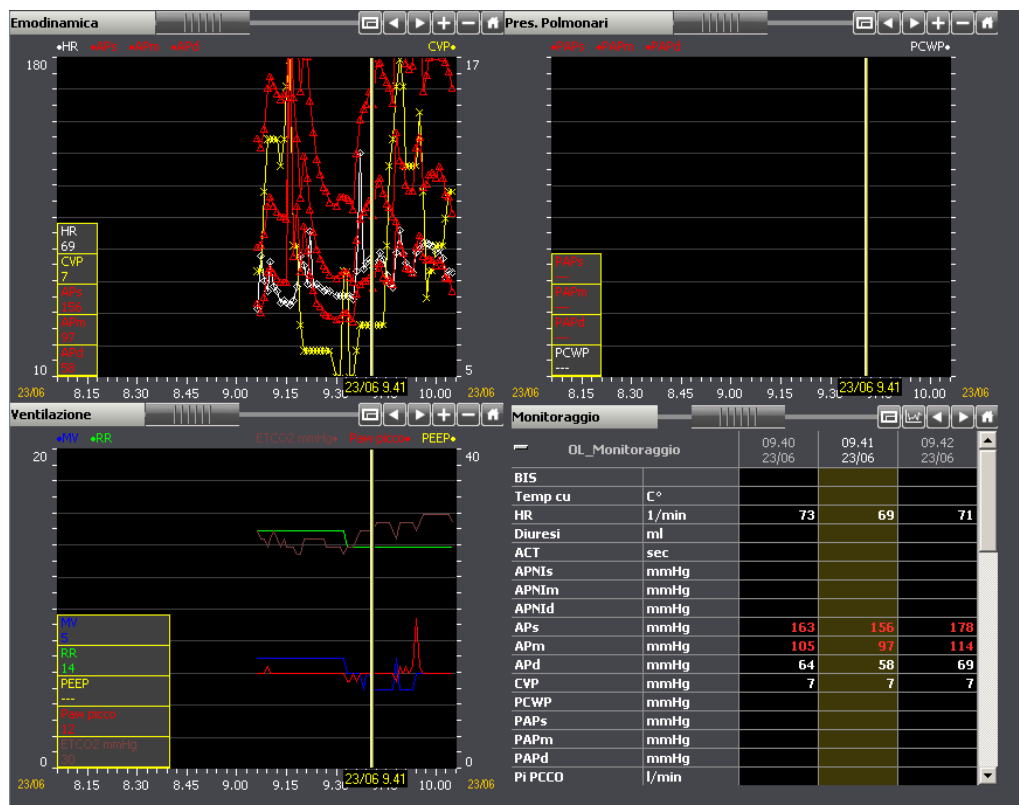 Emodinamica
HR APs APm APd CVP
180 17
HR
69
CVP
7
APs
156
APm
97
APd
58
10 5
23/06 9.41
23/06 8.15 8.30 8.45 9.00 9.15 9.30 10.00 23/06
Pres. Polmonari
PAPs PAPm PAPd PCWP
PAPs
---
PAPm
---
PAPd
---
PCWP
---
23/06 9.41
8.15 8.30 8.45 9.00 9.15 9.30 10.00 23/06
Ventilazione
MV RR ETCO2 mmHg Paw picco PEEP
20 40
MV
5
RR
14
PEEP
---
Paw picco
12
ETCO2 mmHg
30
0 0
23/06 9.41
23/06 8.15 8.30 8.45 9.00 9.15 10.00 23/06
Monitoraggio
OL_Monitoraggio 09.40 09.41 09.42
23/06 23/06 23/06
BIS
Temp cu C°
HR 1/min 73 69 71
Diuresi ml
ACT sec
APNIs mmHg
APNIm mmHg
APNId mmHg
APs mmHg 163 156 178
APm mmHg 105 97 114
APd mmHg 64 58 69
CVP mmHg 7 7 7
PCWP mmHg
PAPs mmHg
PAPm mmHg
PAPd mmHg
Pi PCCO l/min